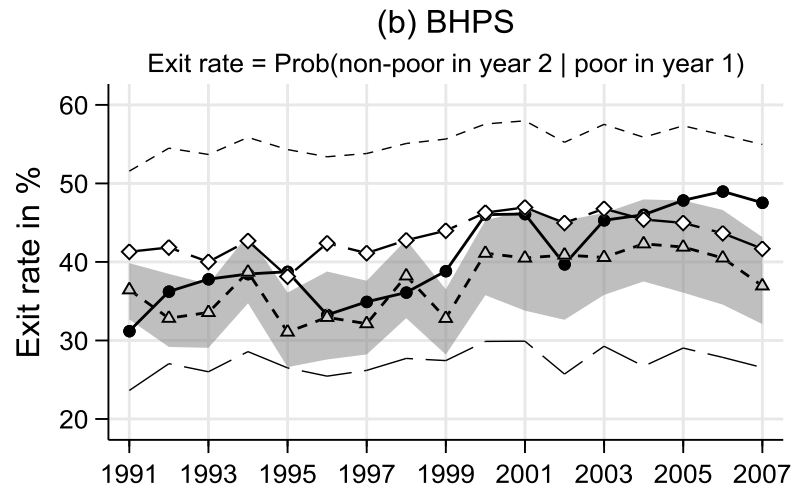 (b) BHPS
Exit rate = Prob(non-poor in year 2 | poor in year 1)
Exit rate in %
60
50
40
30
20
1991 1993 1995 1997 1999 2001 2003 2005 2007